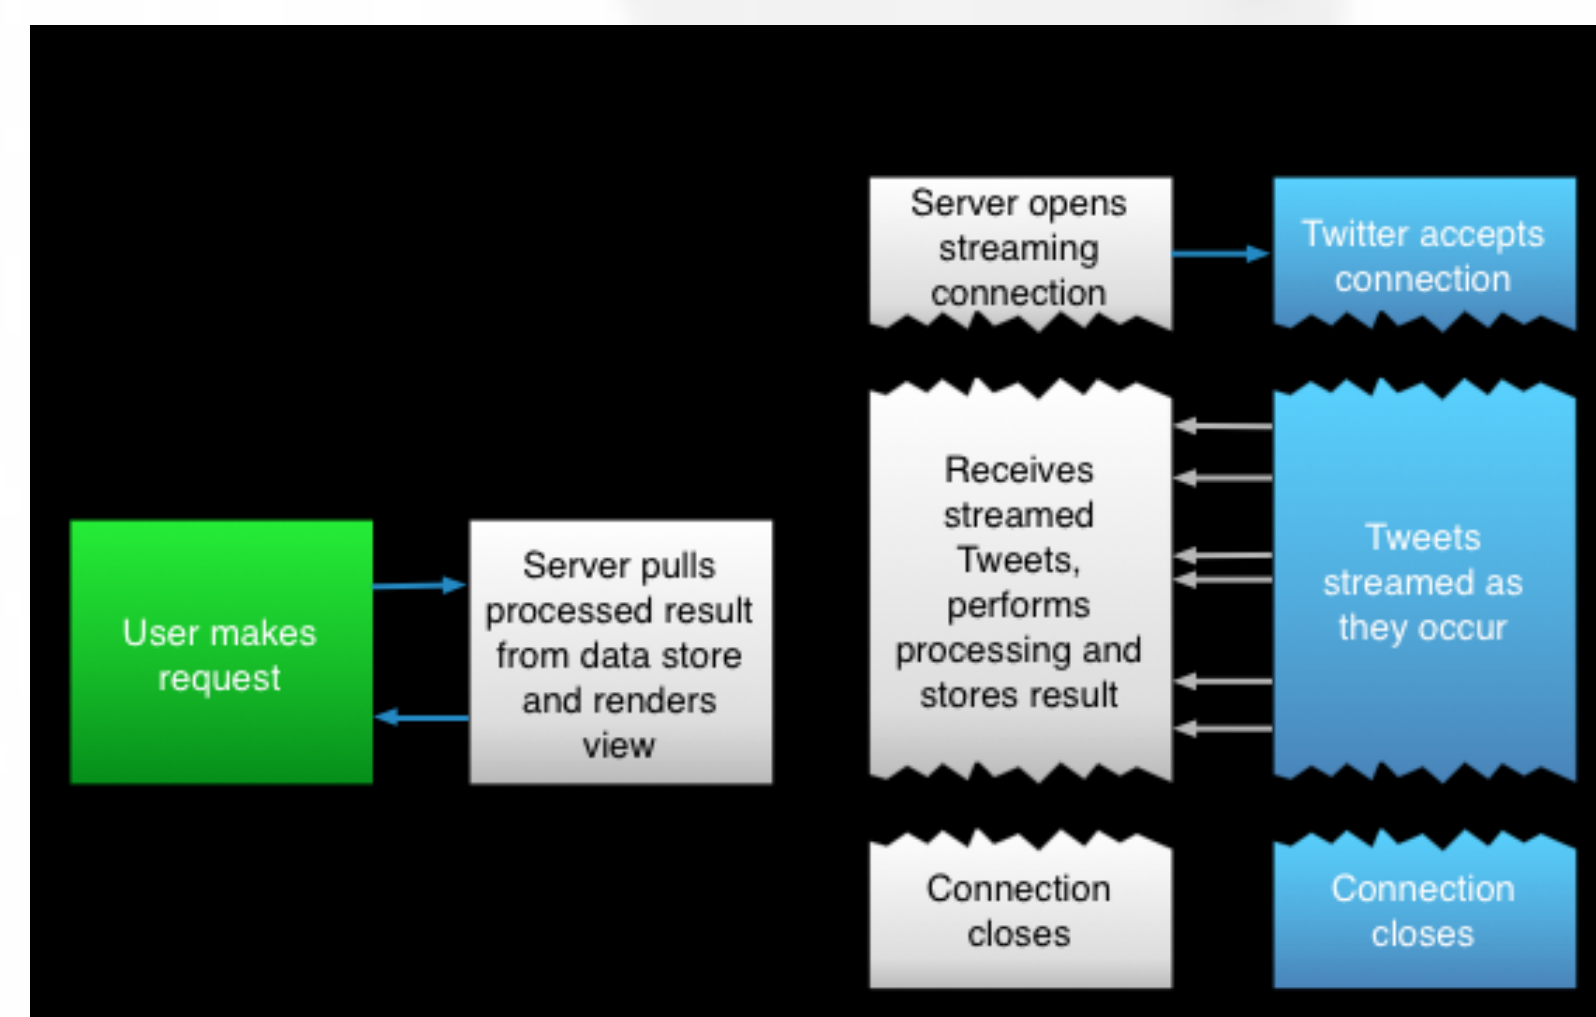 Server opens
streaming
connection
Twitter accepts
connection
User makes
request
Server pulls
processed result
from data store
and renders
view
Receives
streamed
Tweets,
performs
processing and
stores result
Tweets
streamed as
they occur
Connection
closes
Connection
closes